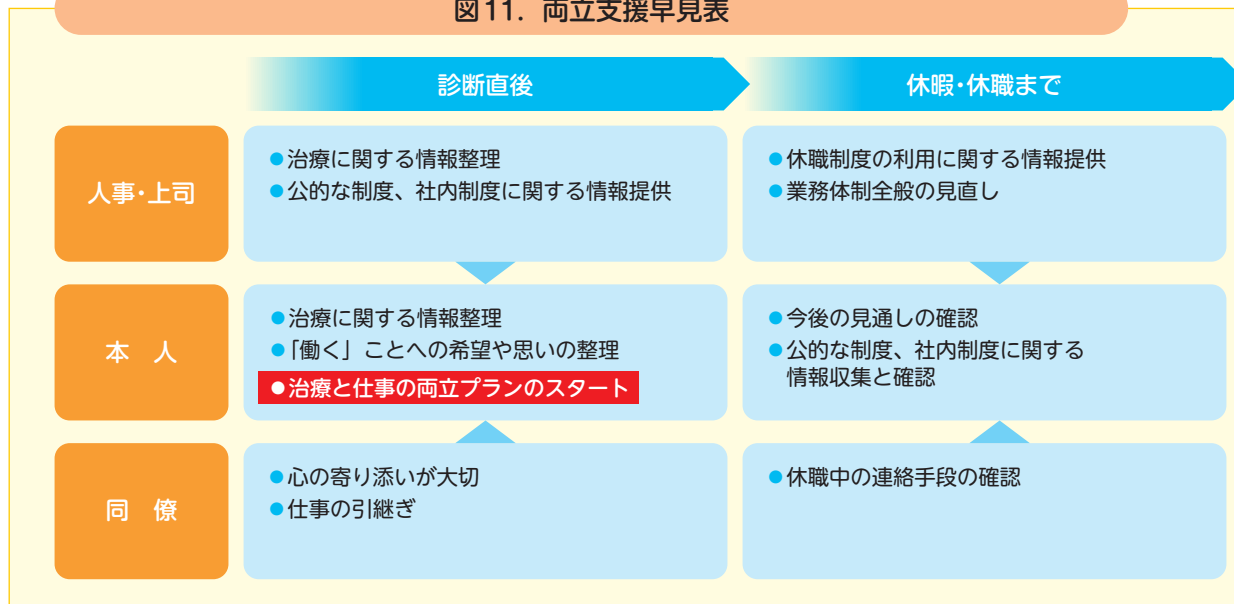 図11. 両立支援早見表
診断直後
休暇・休職まで
人事・上司
●治療に関する情報整理
●公的な制度、社内制度に関する情報提供
●休職制度の利用に関する情報提供
●業務体制全般の見直し
本　人
●治療に関する情報整理
●「働く」ことへの希望や思いの整理
●治療と仕事の両立プランのスタート
●今後の見通しの確認
●公的な制度、社内制度に関する
情報収集と確認
同　僚
●心の寄り添いが大切
●仕事の引継ぎ
●休職中の連絡手段の確認